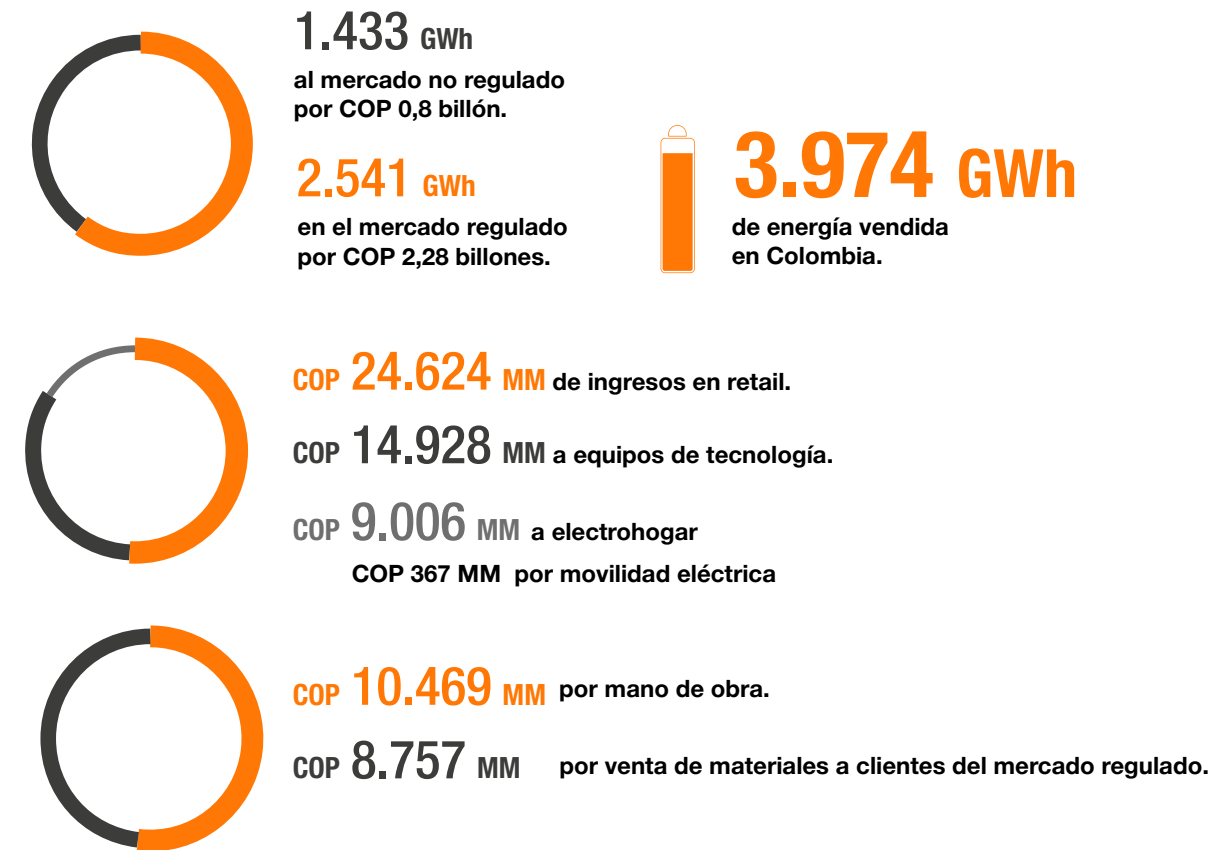 1.433 GWh
al mercado no regulado
por COP 0,8 billón.
2.541 GWh
en el mercado regulado
por COP 2,28 billones.
3.974 GWh
de energía vendida
en Colombia.
COP 24.624 MM de ingresos en retail.
COP 14.928 MM a equipos de tecnología.
COP 9.006 MM a electrohogar
COP 367 MM por movilidad eléctrica
COP 10.469 MM por mano de obra.
COP 8.757 MM por venta de materiales a clientes del mercado regulado.